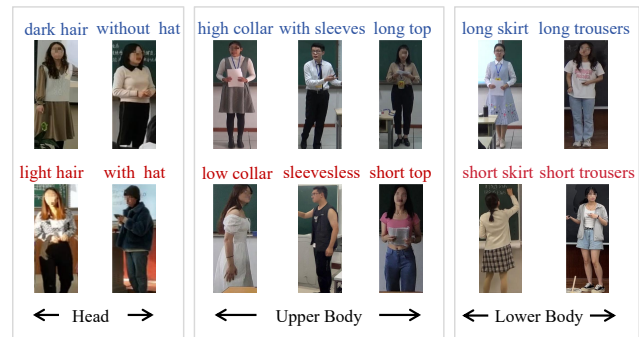 dark hair without hat
high collar with sleeves long top
long skirt long trousers
light hair with hat
low collar sleevesless short top
short skirt short trousers
Head
Upper Body
Lower Body